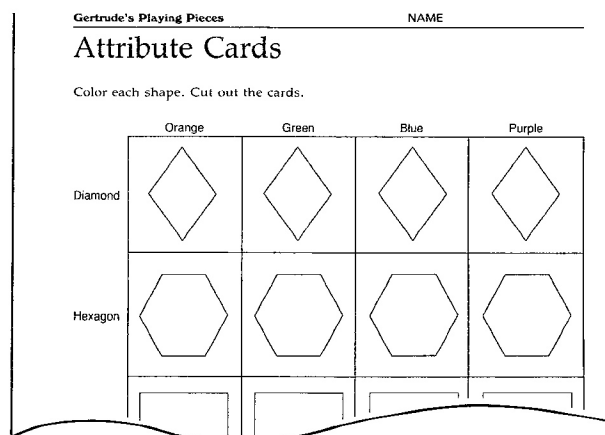 Gertrude's Playing Pieces NAME
Attribute Cards
Color each shape. Cut out the cards.
Orange Green Blue Purple
Diamond
Hexagon